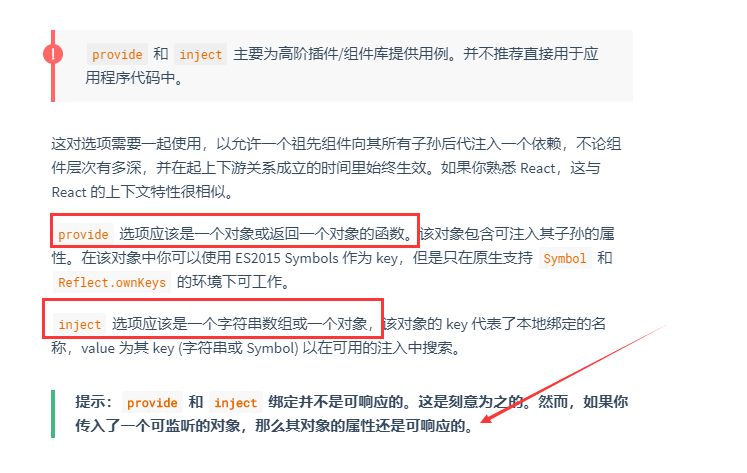 !
provide 和 inject 主要为高阶插件/组件库提供用例。并不推荐直接用于应
用程序代码中。
这对选项需要一起使用，以允许一个祖先组件向其所有子孙后代注入一个依赖，不论组
件层次有多深，并在起上下游关系成立的时间里始终生效。如果你熟悉 React，这与
React 的上下文特性很相似。
provide 选项应该是一个对象或返回一个对象的函数。该对象包含可注入其子孙的属
性。在该对象中你可以使用 ES2015 Symbols 作为 key，但是只在原生支持 Symbol 和
Reflect.ownKeys 的环境下可工作。
inject 选项应该是一个字符串数组或一个对象，该对象的 key 代表了本地绑定的名
称，value 为其 key (字符串或 Symbol) 以在可用的注入中搜索。
提示：provide 和 inject 绑定并不是可响应的。这是刻意为之的。然而，如果你
传入了一个可监听的对象，那么其对象的属性还是可响应的。